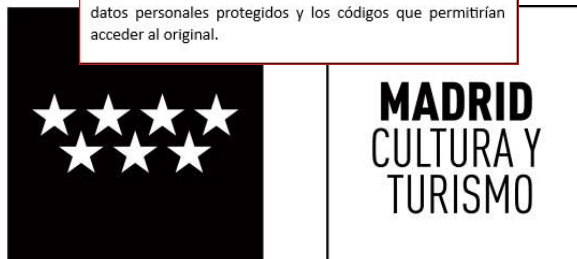 datos personales protegidos y los códigos que permitirían
acceder al original.
MADRID
CULTURA Y
TURISMO